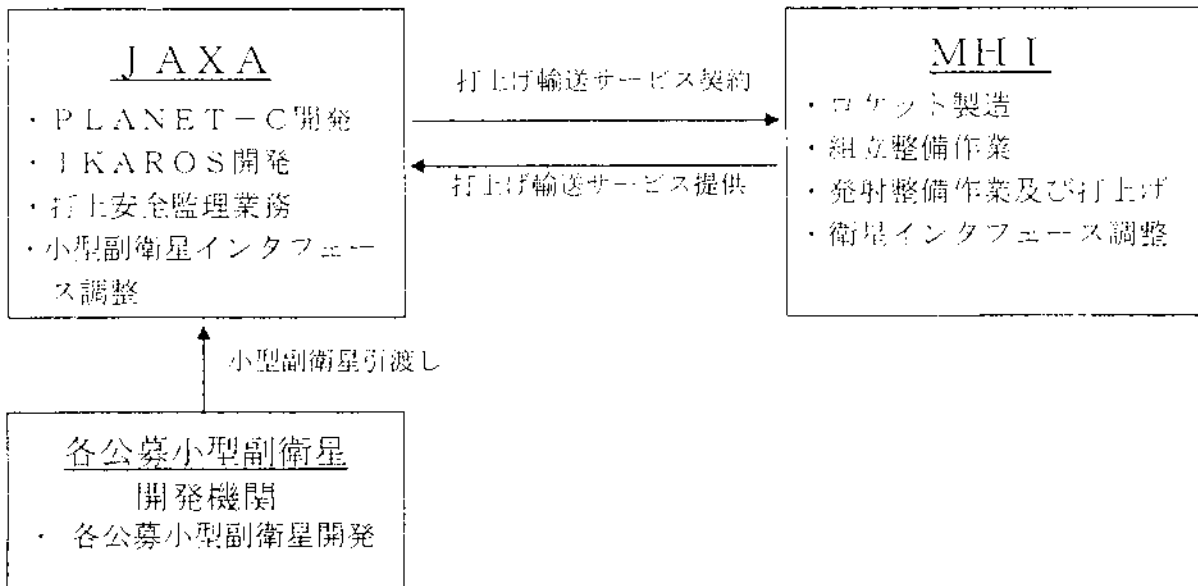 JAXA
・PLANET－C開発
・IKAROS開発
・打上安全監理業務
・小型副衛星インタフェー
ス調整
打上げ輸送サービス契約
打上げ輸送サービス提供
MHI
・ロケット製造
・組立整備作業
・発射整備作業及び打上げ
・衛星インタフェース調整
小型副衛星引渡し
各公募小型副衛星
開発機関
・ 各公募小型副衛星開発